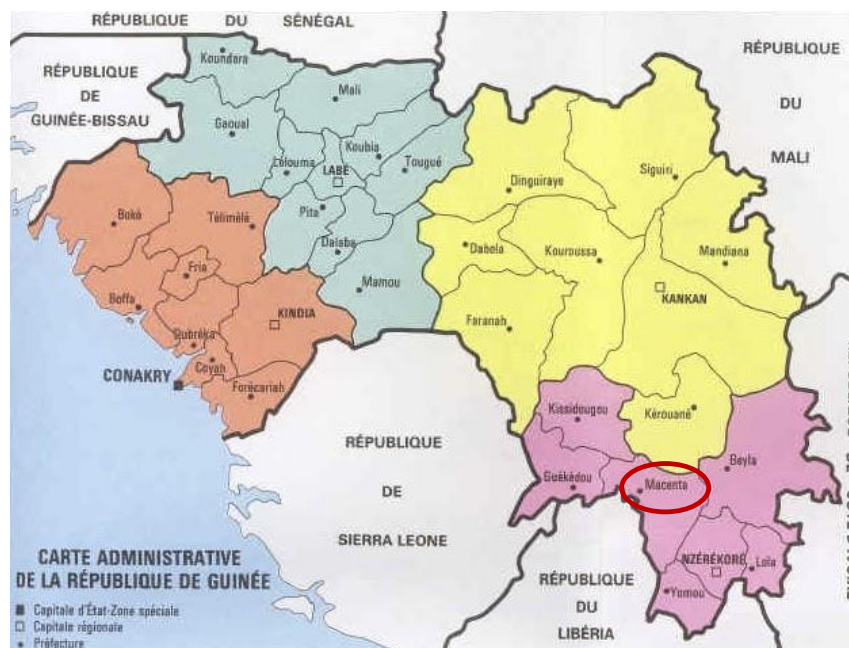 RÉPUBLIQUE DU SÉNÉGAL
RÉPUBLIQUE
DE
GUINÉE-BISSAU
RÉPUBLIQUE
DU
MALI
Koundara
Mali
Gaoual
Koubia
Lélouma
LABÉ
Tougué
Pita
Dalaba
Mamou
Boké
Télimélé
Fria
Boffa
KINDIA
Dubréka
Coyah
Forécariah
CONAKRY
Siguiri
Dinguiraye
Dabola
Kouroussa
Mandiana
KANKAN
Faranah
Kissidougou
Kérouané
Guékédou
Macenta
Beyla
NZÉRÉKORÉ
Lola
Yomou
RÉPUBLIQUE
DE
SIERRA LEONE
RÉPUBLIQUE
DU
LIBÉRIA
CARTE ADMINISTRATIVE
DE LA RÉPUBLIQUE DE GUINÉE
Capitale d'État-Zone spéciale
Capitale régionale
Préfecture